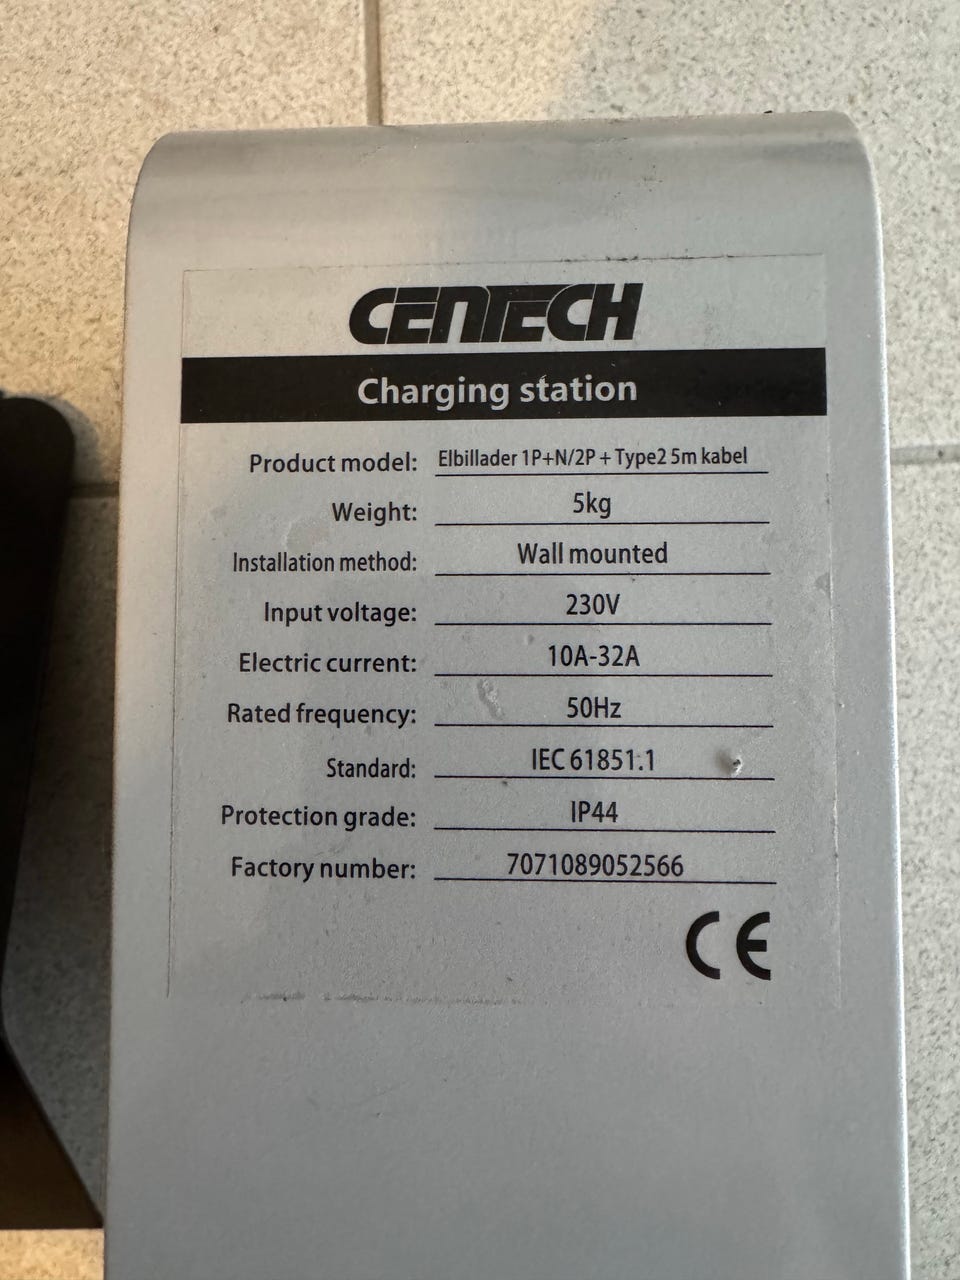 CENTECH
Charging station
Product model: Elbillader 1P+N/2P + Type2 5m kabel
Weight: 5kg
Installation method: Wall mounted
Input voltage: 230V
Electric current: 10A-32A
Rated frequency: 50Hz
Standard: IEC 61851.1
Protection grade: IP44
Factory number: 7071089052566
CE